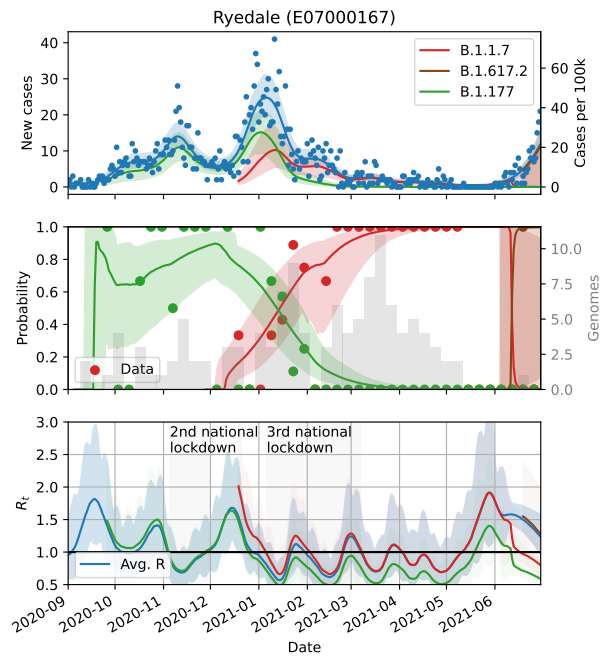 Ryedale (E07000167)
40
30
20
10
0
New cases
B.1.1.7
B.1.617.2
B.1.177
60
40
20
0
Cases per 100k
1.0
0.8
0.6
0.4
0.2
0.0
Probability
Data
10.0
7.5
5.0
2.5
0.0
Genomes
3.0
2.5
2.0
1.5
1.0
0.5
Rt
2nd national
lockdown
3rd national
lockdown
Avg. R
2020-09
2020-10
2020-11
2020-12
2021-01
2021-02
2021-03
2021-04
2021-05
2021-06
Date